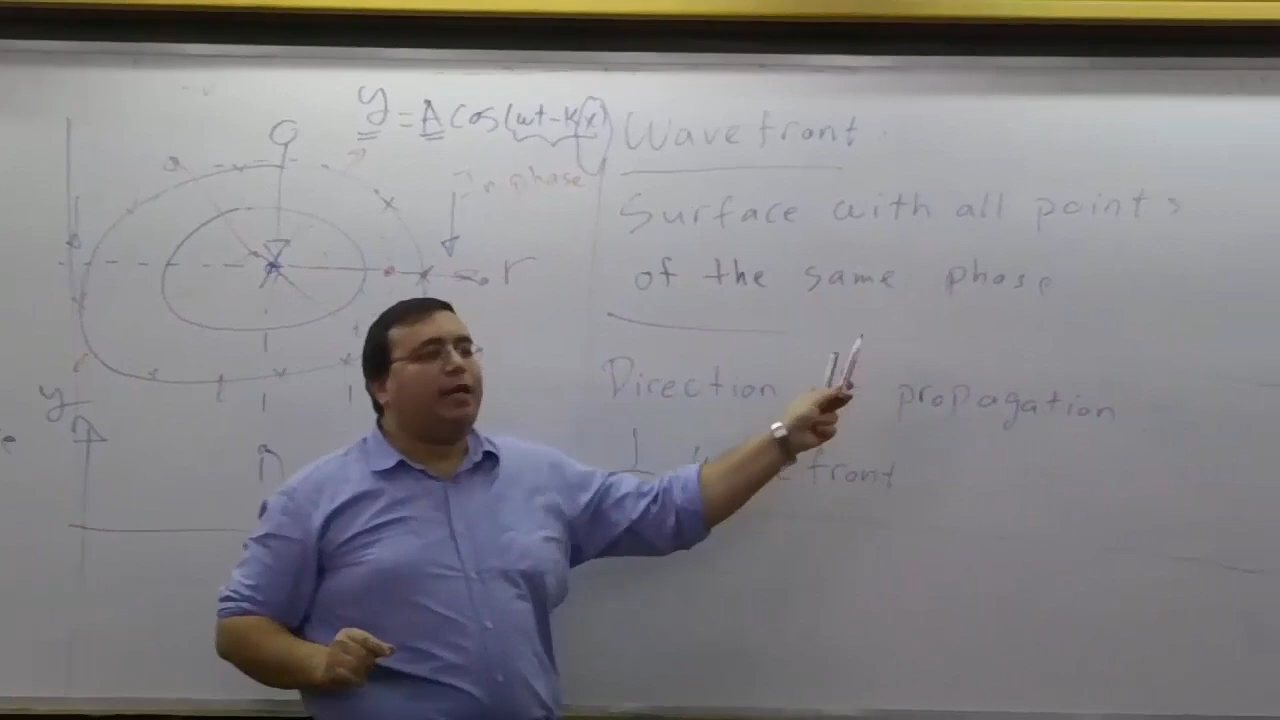 y = A cos(ωt - kx)
Wavefront
In phase
Surface with all points
of the same phase
r
Direction propagation
y
⊥ front